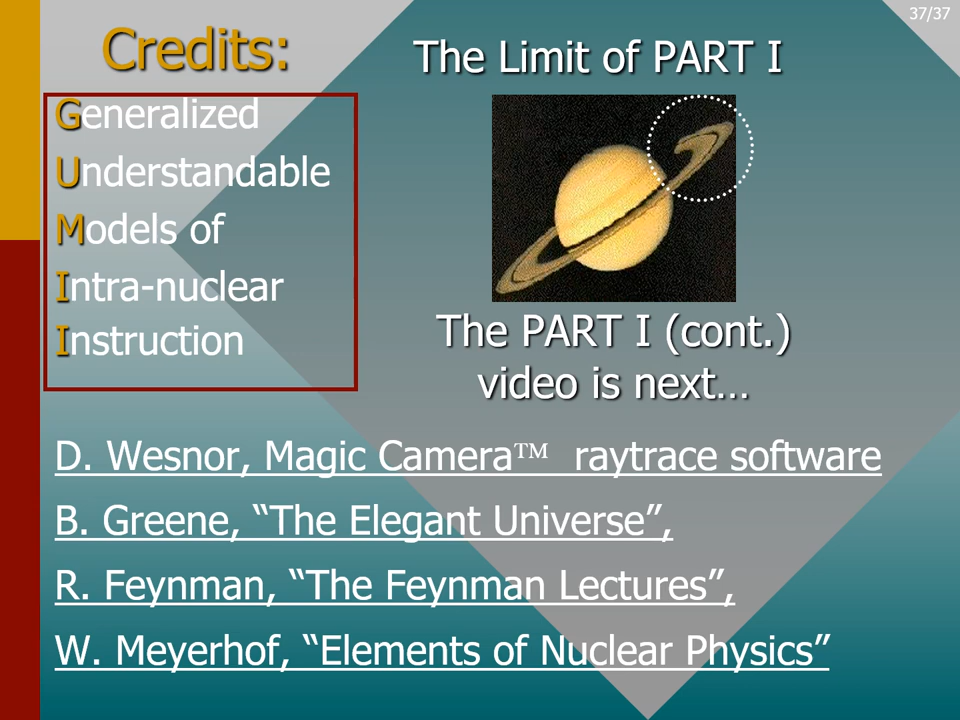 37/37
Credits:
Generalized
Understandable
Models of
Intra-nuclear
Instruction
The Limit of PART I
The PART I (cont.)
video is next…
D. Wesnor, Magic Camera™ raytrace software
B. Greene, “The Elegant Universe”,
R. Feynman, “The Feynman Lectures”,
W. Meyerhof, “Elements of Nuclear Physics”